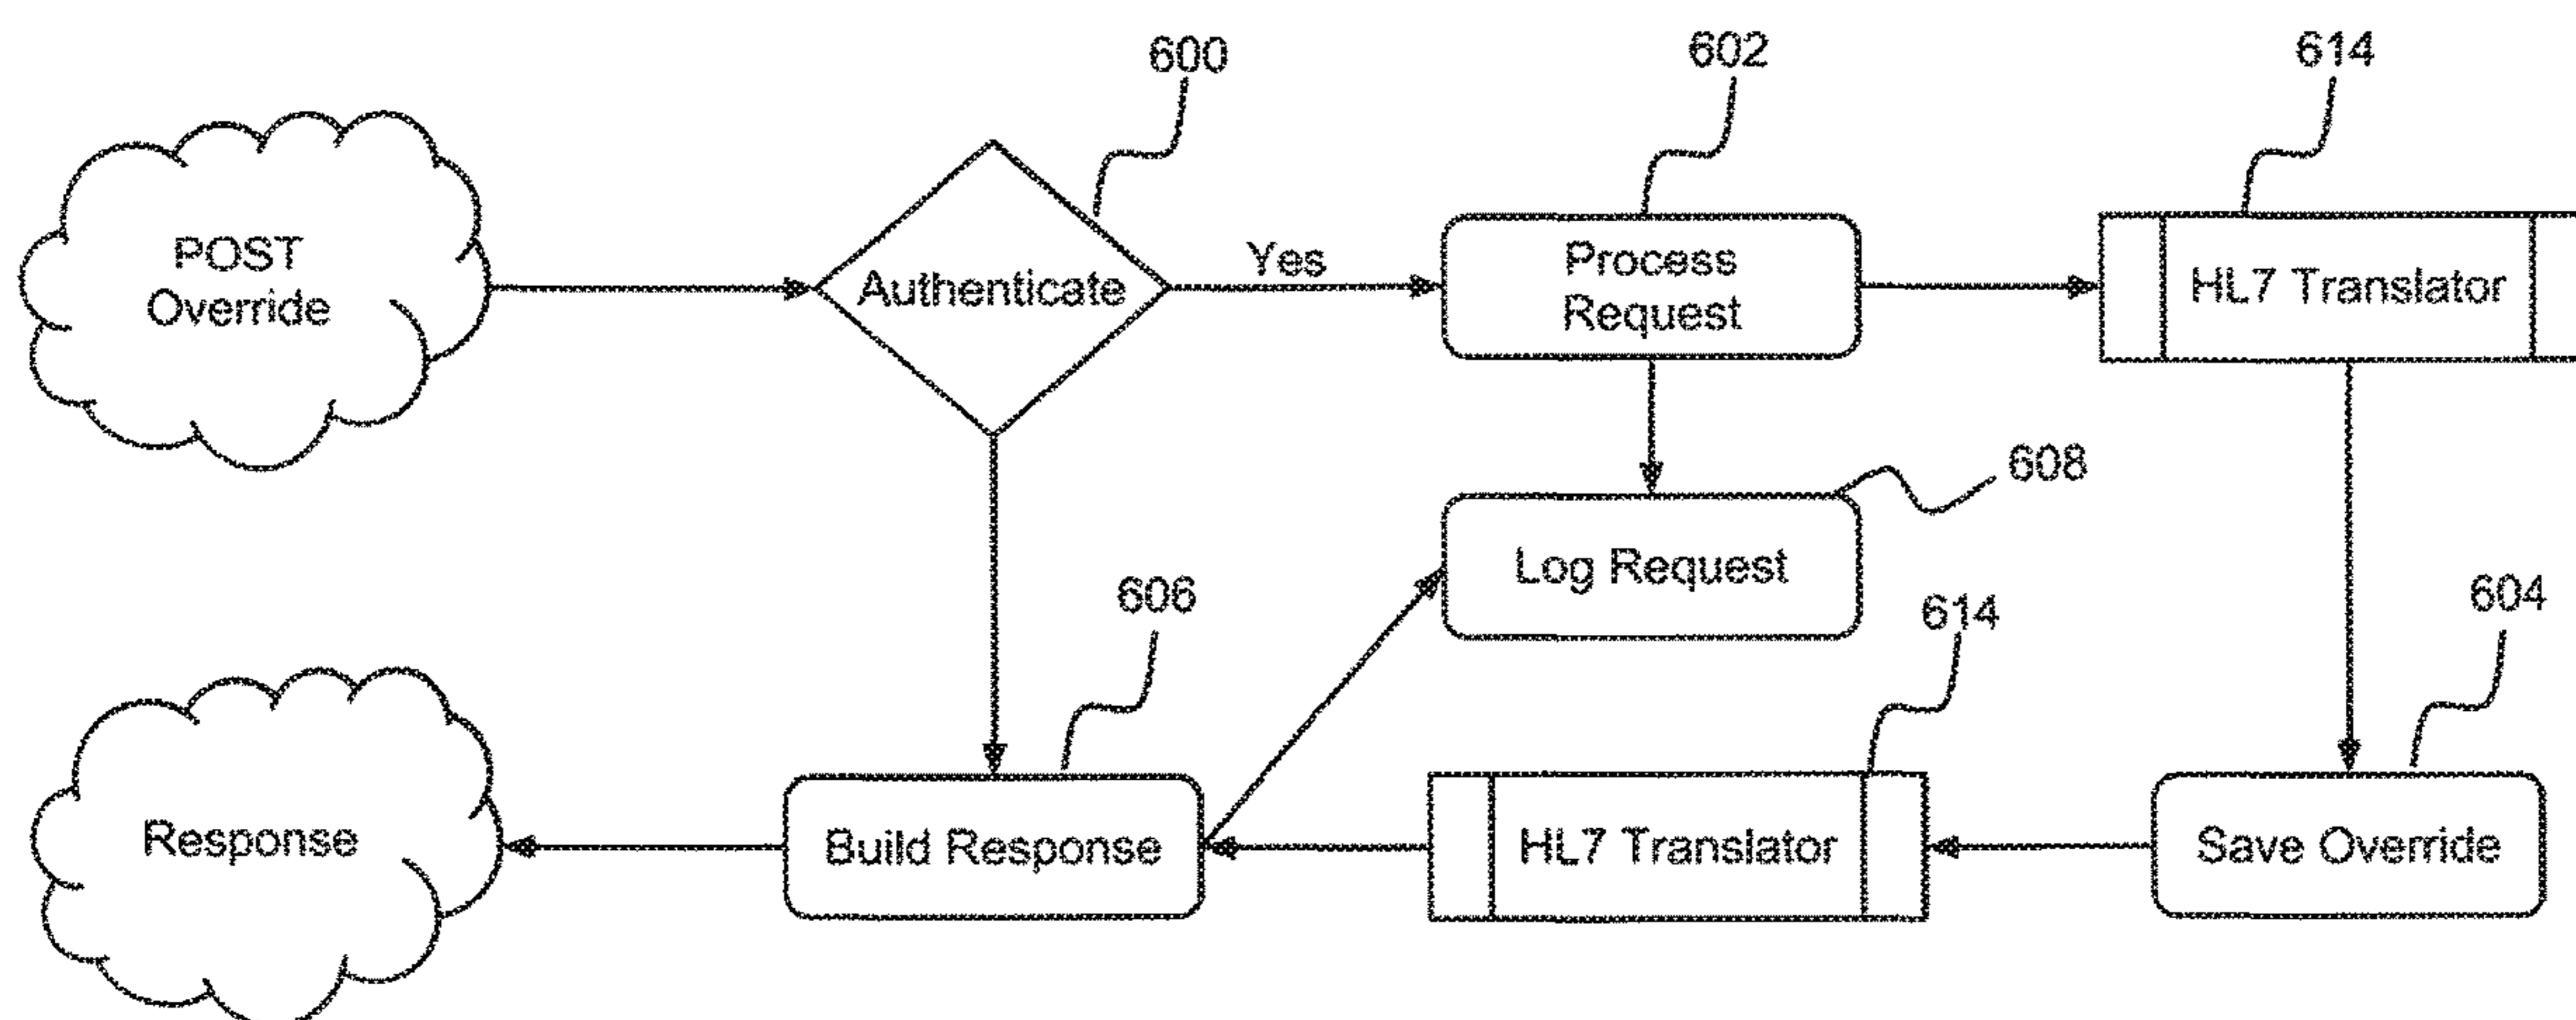 600
602
614
POST
Override
Authenticate
Yes
Process
Request
HL7 Translator
608
Log Request
606
614
604
Response
Build Response
HL7 Translator
Save Override